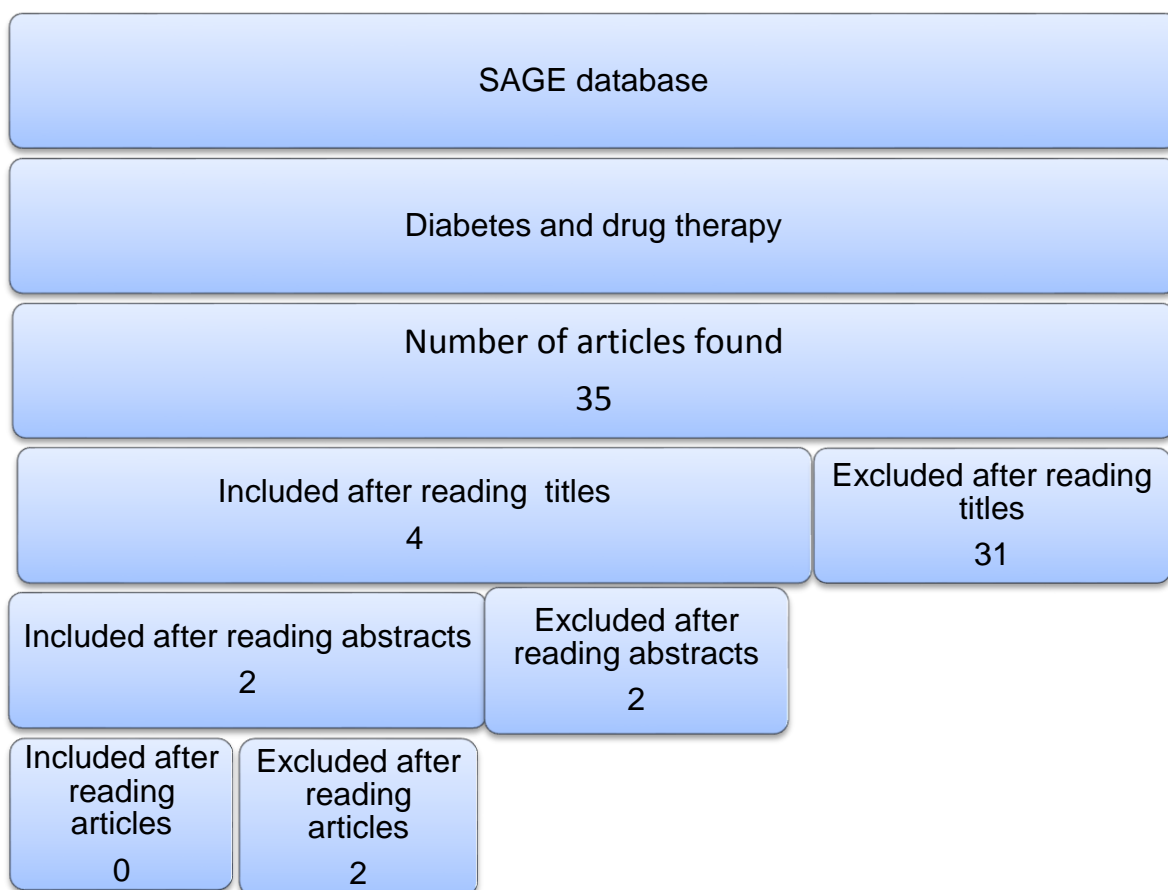 SAGE database
Diabetes and drug therapy
Number of articles found
35
Included after reading titles
4
Excluded after reading
titles
31
Included after reading abstracts
2
Excluded after
reading abstracts
2
Included after
reading
articles
0
Excluded after
reading
articles
2